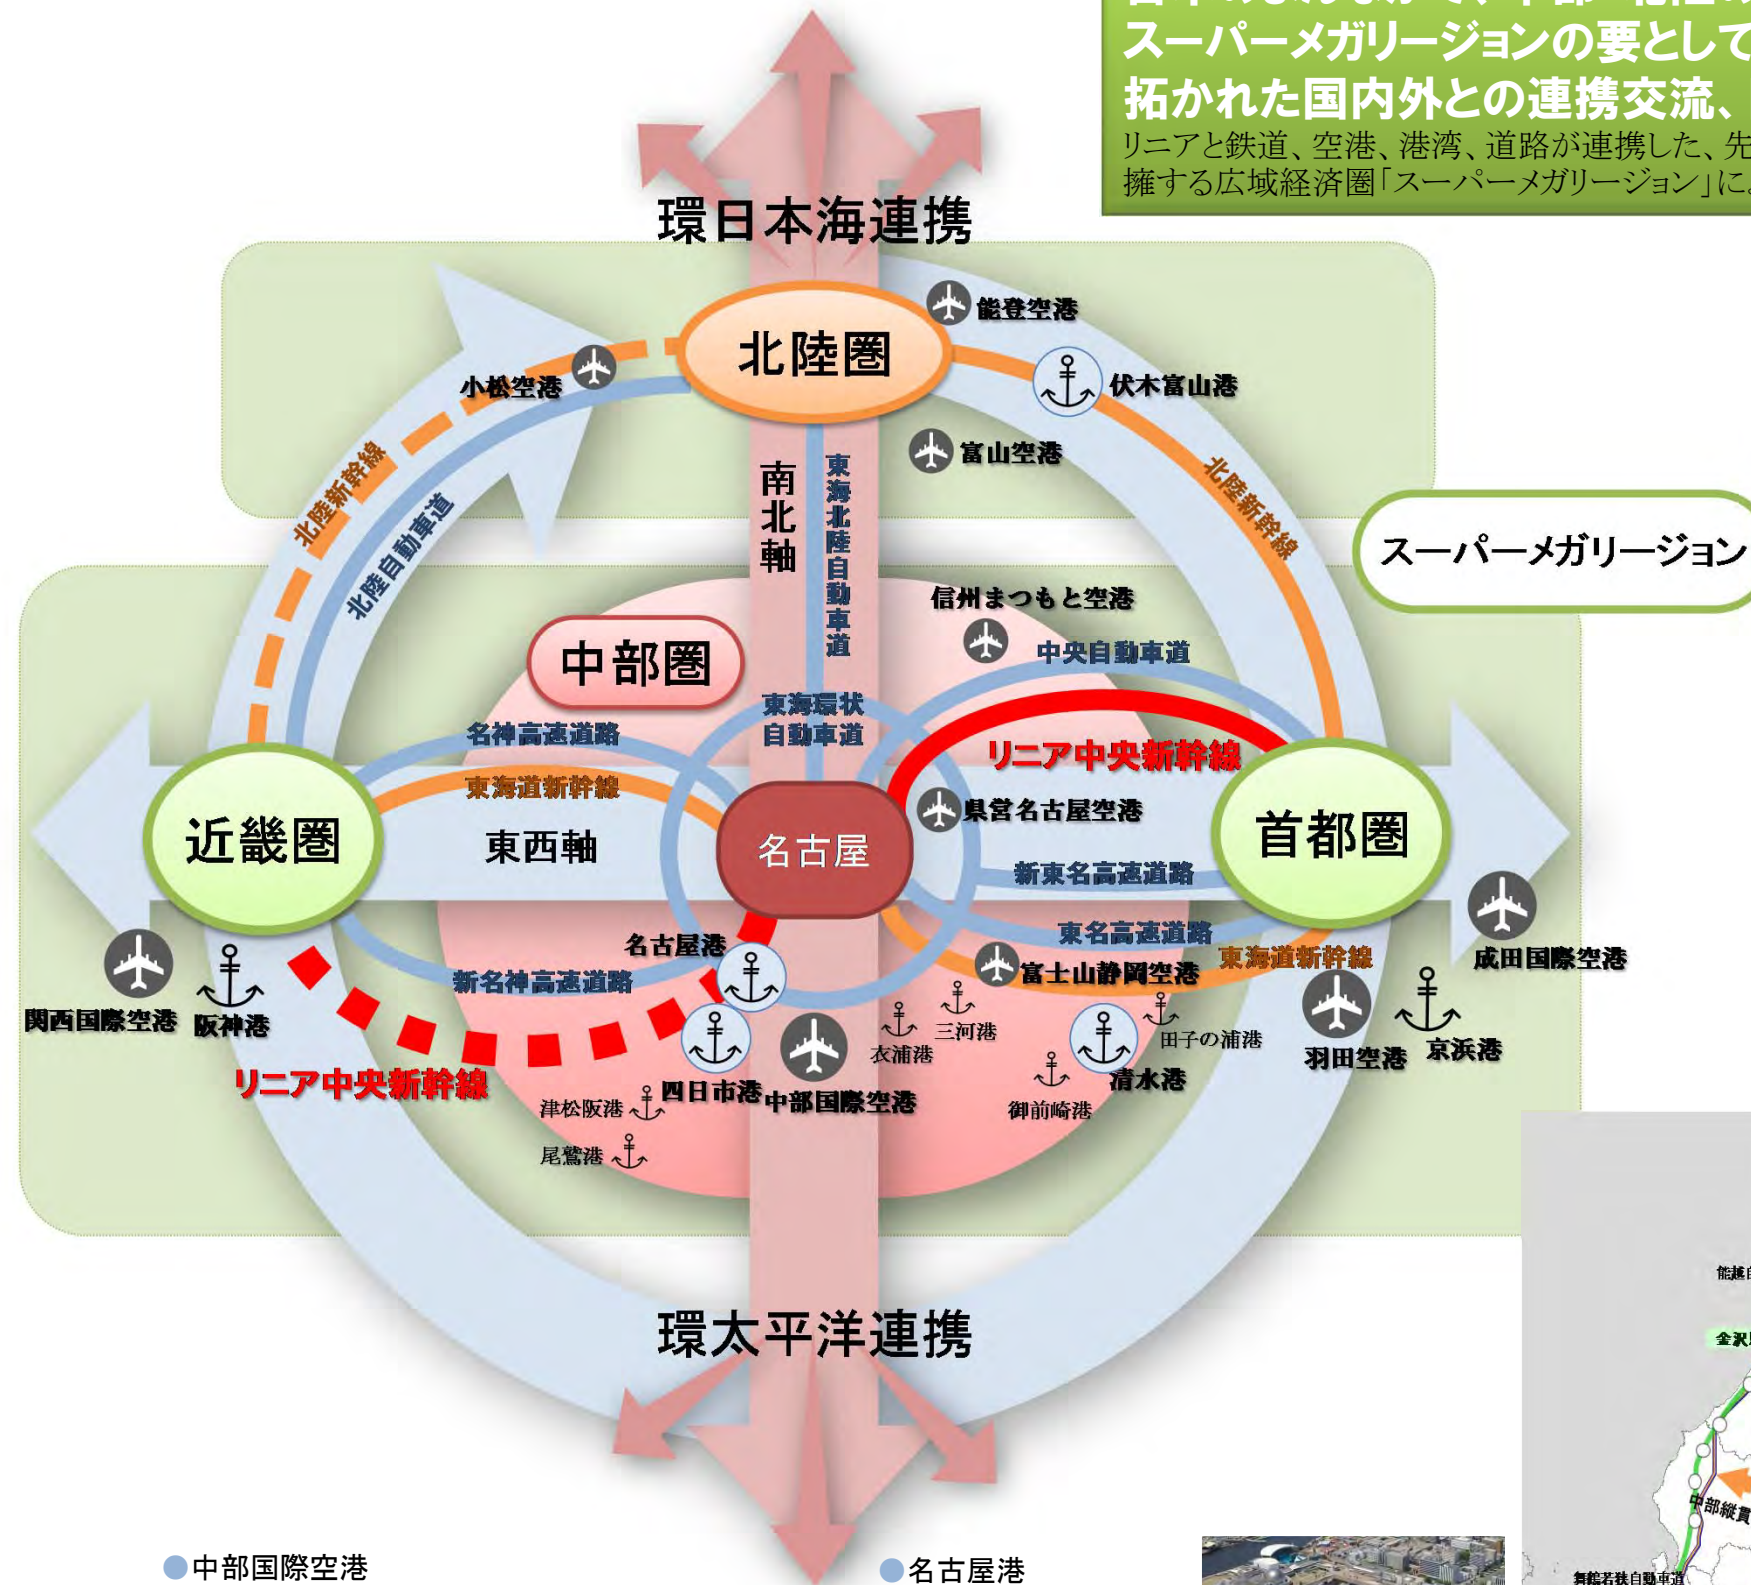 スーパーメガリージョンの要として
拓かれた国内外との連携交流、
リニアと鉄道、空港、港湾、道路が連携した、先
擁する広域経済圏「スーパーメガリージョン」に
環日本海連携
能登空港
北陸圏
小松空港
伏木富山港
富山空港
北陸新幹線
北陸自動車道
南北軸
東海北陸自動車道
北陸新幹線
スーパーメガリージョン
信州まつもと空港
中部圏
中央自動車道
東海環状
自動車道
名神高速道路
リニア中央新幹線
東海道新幹線
県営名古屋空港
近畿圏
東西軸
名古屋
首都圏
新東名高速道路
東名高速道路
名古屋港
東海道新幹線
成田国際空港
新名神高速道路
富士山静岡空港
関西国際空港
阪神港
三河港
田子の浦港
衣浦港
羽田空港
京浜港
リニア中央新幹線
四日市港
中部国際空港
清水港
津松阪港
御前崎港
尾鷲港
能越
環太平洋連携
金沢
中部縦貫
●中部国際空港
●名古屋港
舞鶴若狭自動車道